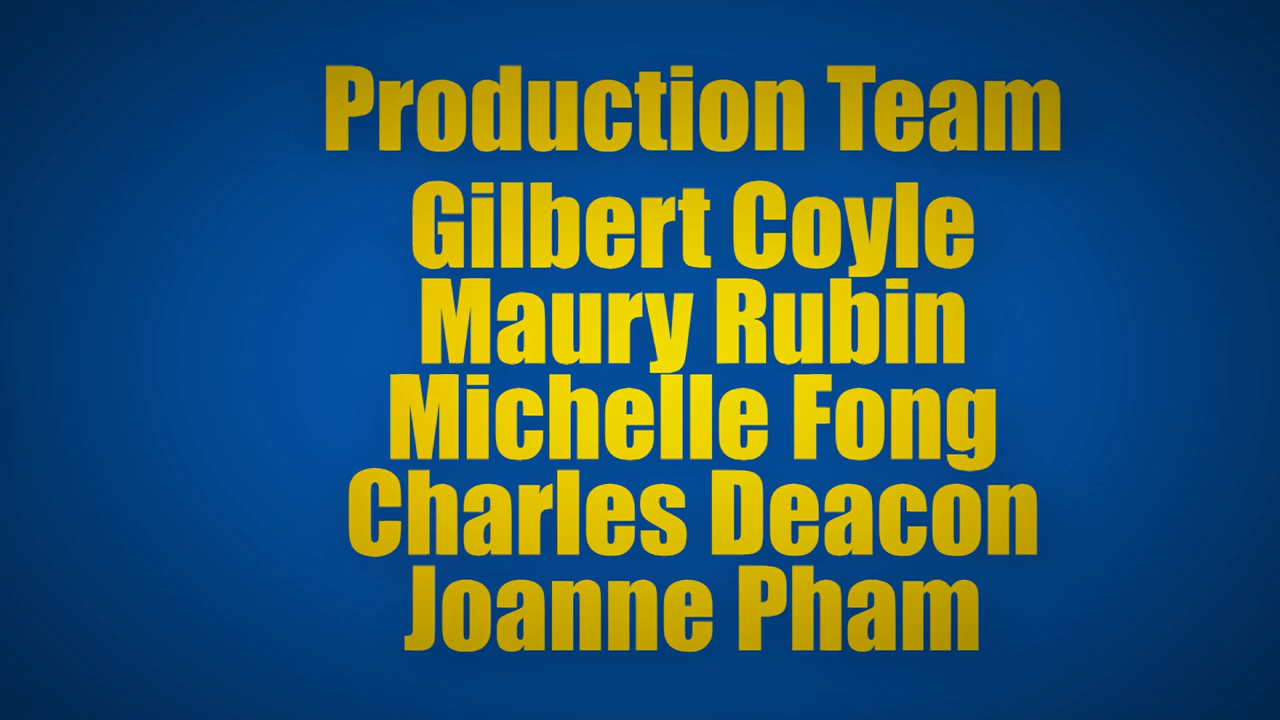 Production Team
Gilbert Coyle
Maury Rubin
Michelle Fong
Charles Deacon
Joanne Pham